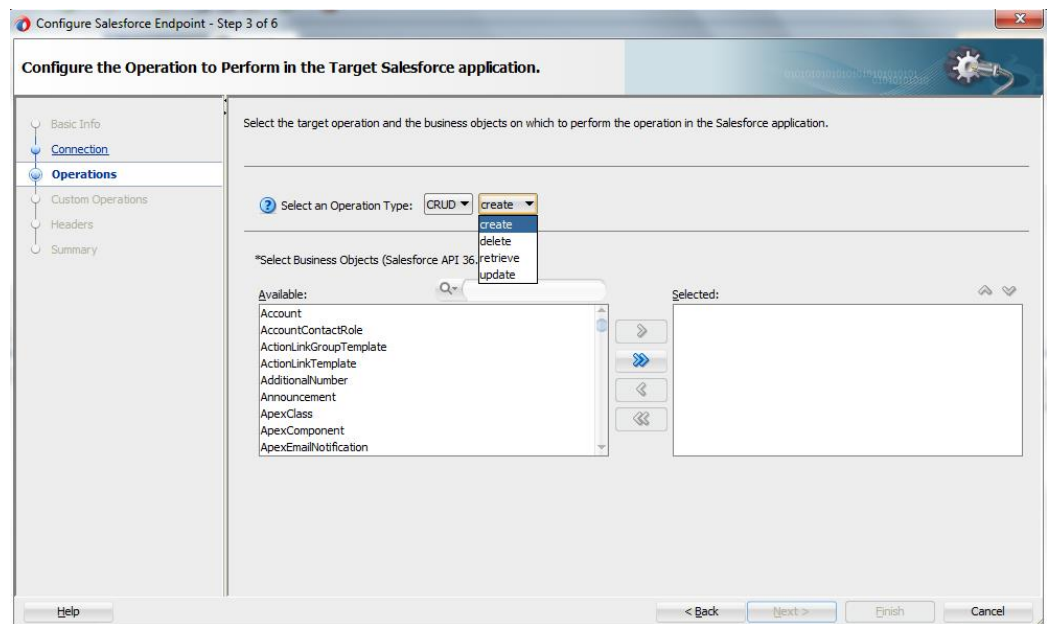 Configure Salesforce Endpoint - Step 3 of 6
Configure the Operation to Perform in the Target Salesforce application.
Basic Info
Connection
Operations
Custom Operations
Headers
Summary
Select the target operation and the business objects on which to perform the operation in the Salesforce application.
Select an Operation Type: CRUD create
create
delete
retrieve
update
*Select Business Objects (Salesforce API 36.
Available:
Selected:
Account
AccountContactRole
ActionLinkGroupTemplate
ActionLinkTemplate
AdditionalNumber
Announcement
ApexClass
ApexComponent
ApexEmailNotification
Help
< Back
Next >
Finish
Cancel